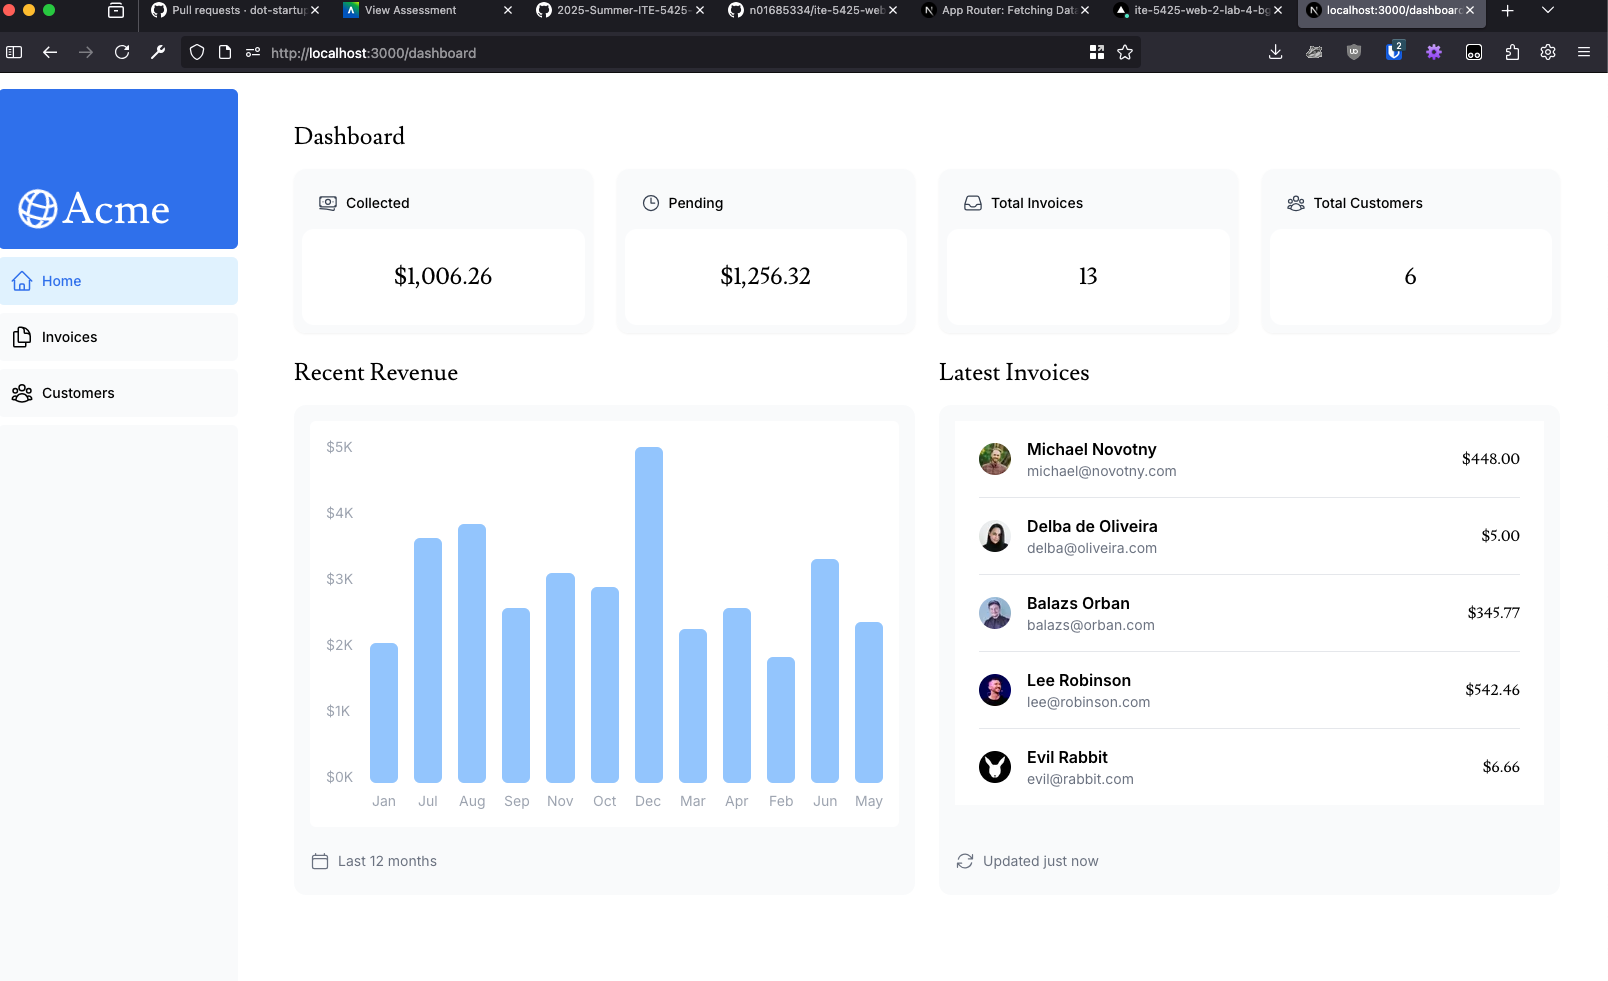 Pull requests · dot-startu
View Assessment
2025-Summer-ITE-5425-
n01685334/ite-5425-web
App Router: Fetching Dat
ite-5425-web-2-lab-4-bg
localhost:3000/dashboar
http://localhost:3000/dashboard
2
Acme
Home
Invoices
Customers
Dashboard
Collected
$1,006.26
Pending
$1,256.32
Total Invoices
13
Total Customers
6
Recent Revenue
$5K
$4K
$3K
$2K
$1K
$0K
Jan Jul Aug Sep Nov Oct Dec Mar Apr Feb Jun May
Last 12 months
Latest Invoices
Michael Novotny
michael@novotny.com
$448.00
Delba de Oliveira
delba@oliveira.com
$5.00
Balazs Orban
balazs@orban.com
$345.77
Lee Robinson
lee@robinson.com
$542.46
Evil Rabbit
evil@rabbit.com
$6.66
Updated just now